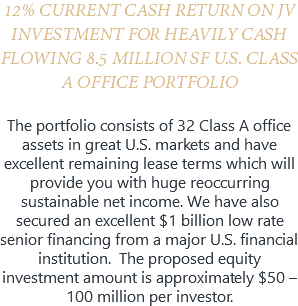 12% CURRENT CASH RETURN ON JV
INVESTMENT FOR HEAVILY CASH
FLOWING 8.5 MILLION SF U.S. CLASS
A OFFICE PORTFOLIO
The portfolio consists of 32 Class A office
assets in great U.S. markets and have
excellent remaining lease terms which will
provide you with huge reoccurring
sustainable net income. We have also
secured an excellent $1 billion low rate
senior financing from a major U.S. financial
institution.  The proposed equity
investment amount is approximately $50 –
100 million per investor.